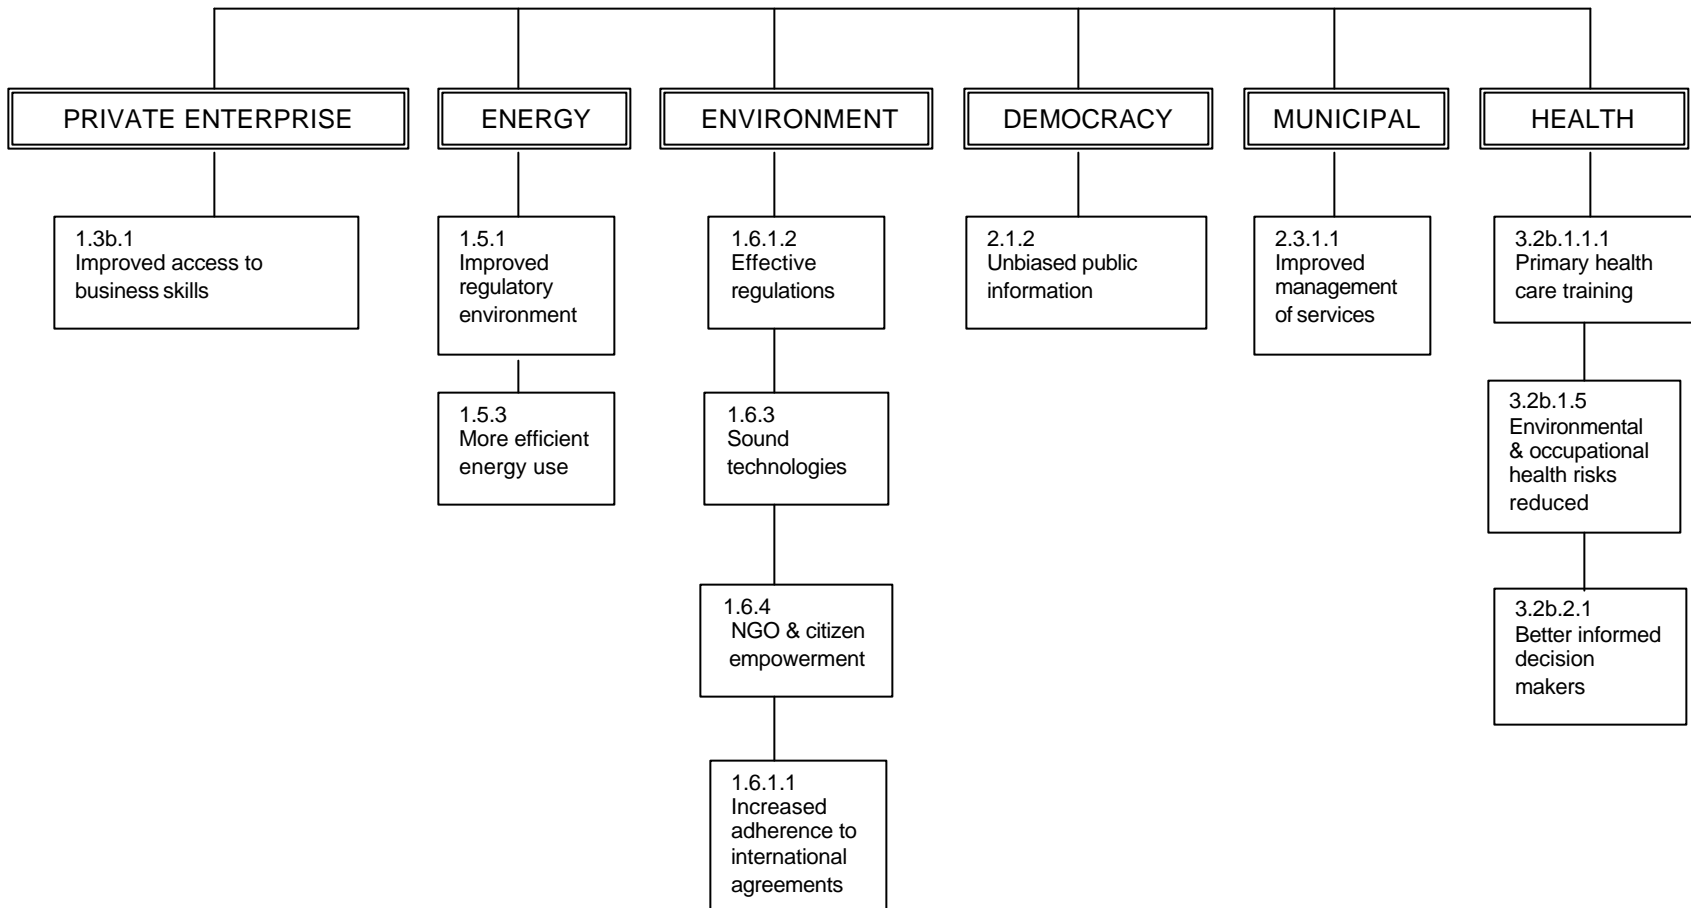 PRIVATE ENTERPRISE
ENERGY
ENVIRONMENT
DEMOCRACY
MUNICIPAL
HEALTH
1.3b.1
Improved access to
business skills
1.5.1
Improved
regulatory
environment
1.5.3
More efficient
energy use
1.6.1.2
Effective
regulations
1.6.3
Sound
technologies
1.6.4
NGO & citizen
empowerment
1.6.1.1
Increased
adherence to
international
agreements
2.1.2
Unbiased public
information
2.3.1.1
Improved
management
of services
3.2b.1.1.1
Primary health
care training
3.2b.1.5
Environmental
& occupational
health risks
reduced
3.2b.2.1
Better informed
decision
makers